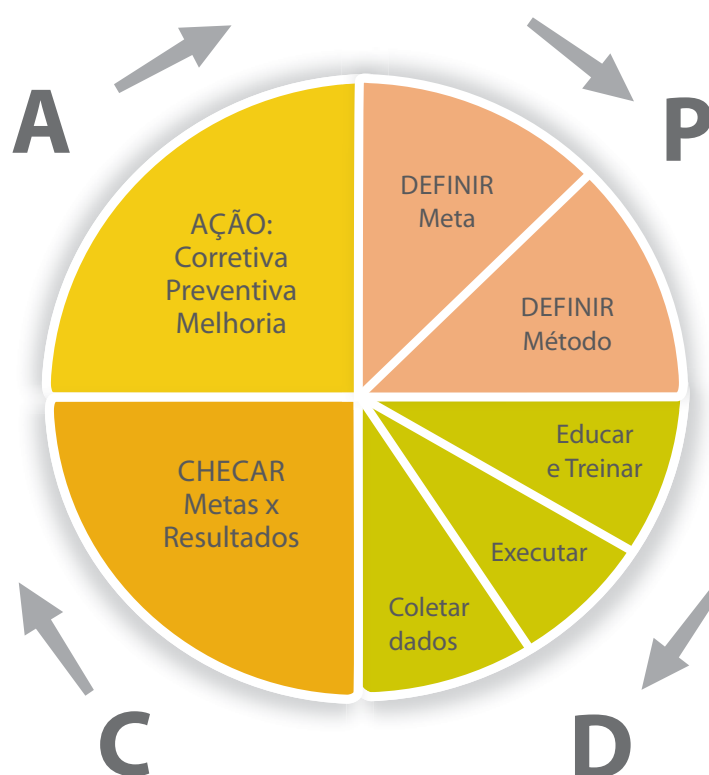 A
P
AÇÃO:
Corretiva
Preventiva
Melhoria
DEFINIR
Meta
DEFINIR
Método
CHECAR
Metas x
Resultados
Educar
e Treinar
Executar
Coletar
dados
C
D